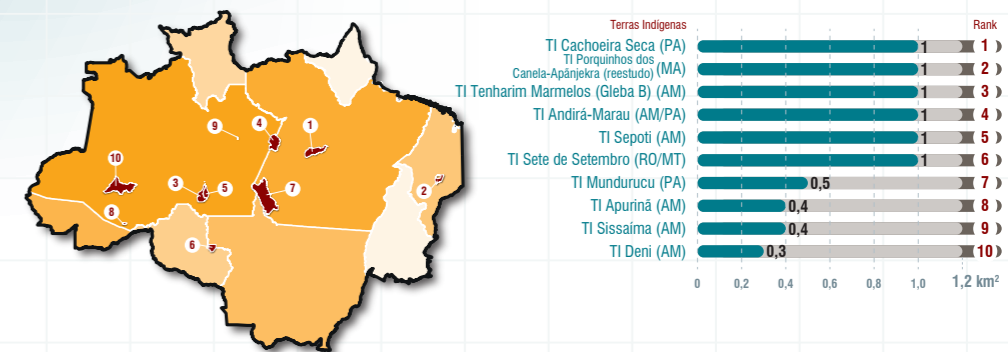 Terras Indígenas Rank
TI Cachoeira Seca (PA) 1 1
TI Porquinhos dos
Canela-Apãnjekra (reestudo) (MA) 1 2
TI Tenharim Marmelos (Gleba B) (AM) 1 3
TI Andirá-Marau (AM/PA) 1 4
TI Sepoti (AM) 1 5
TI Sete de Setembro (RO/MT) 1 6
TI Mundurucu (PA) 0,5 7
TI Apurinã (AM) 0,4 8
TI Sissaíma (AM) 0,4 9
TI Deni (AM) 0,3 10
0 0,2 0,4 0,6 0,8 1,0 1,2 km²
9 4 1
10 3 5 7 2
8
6